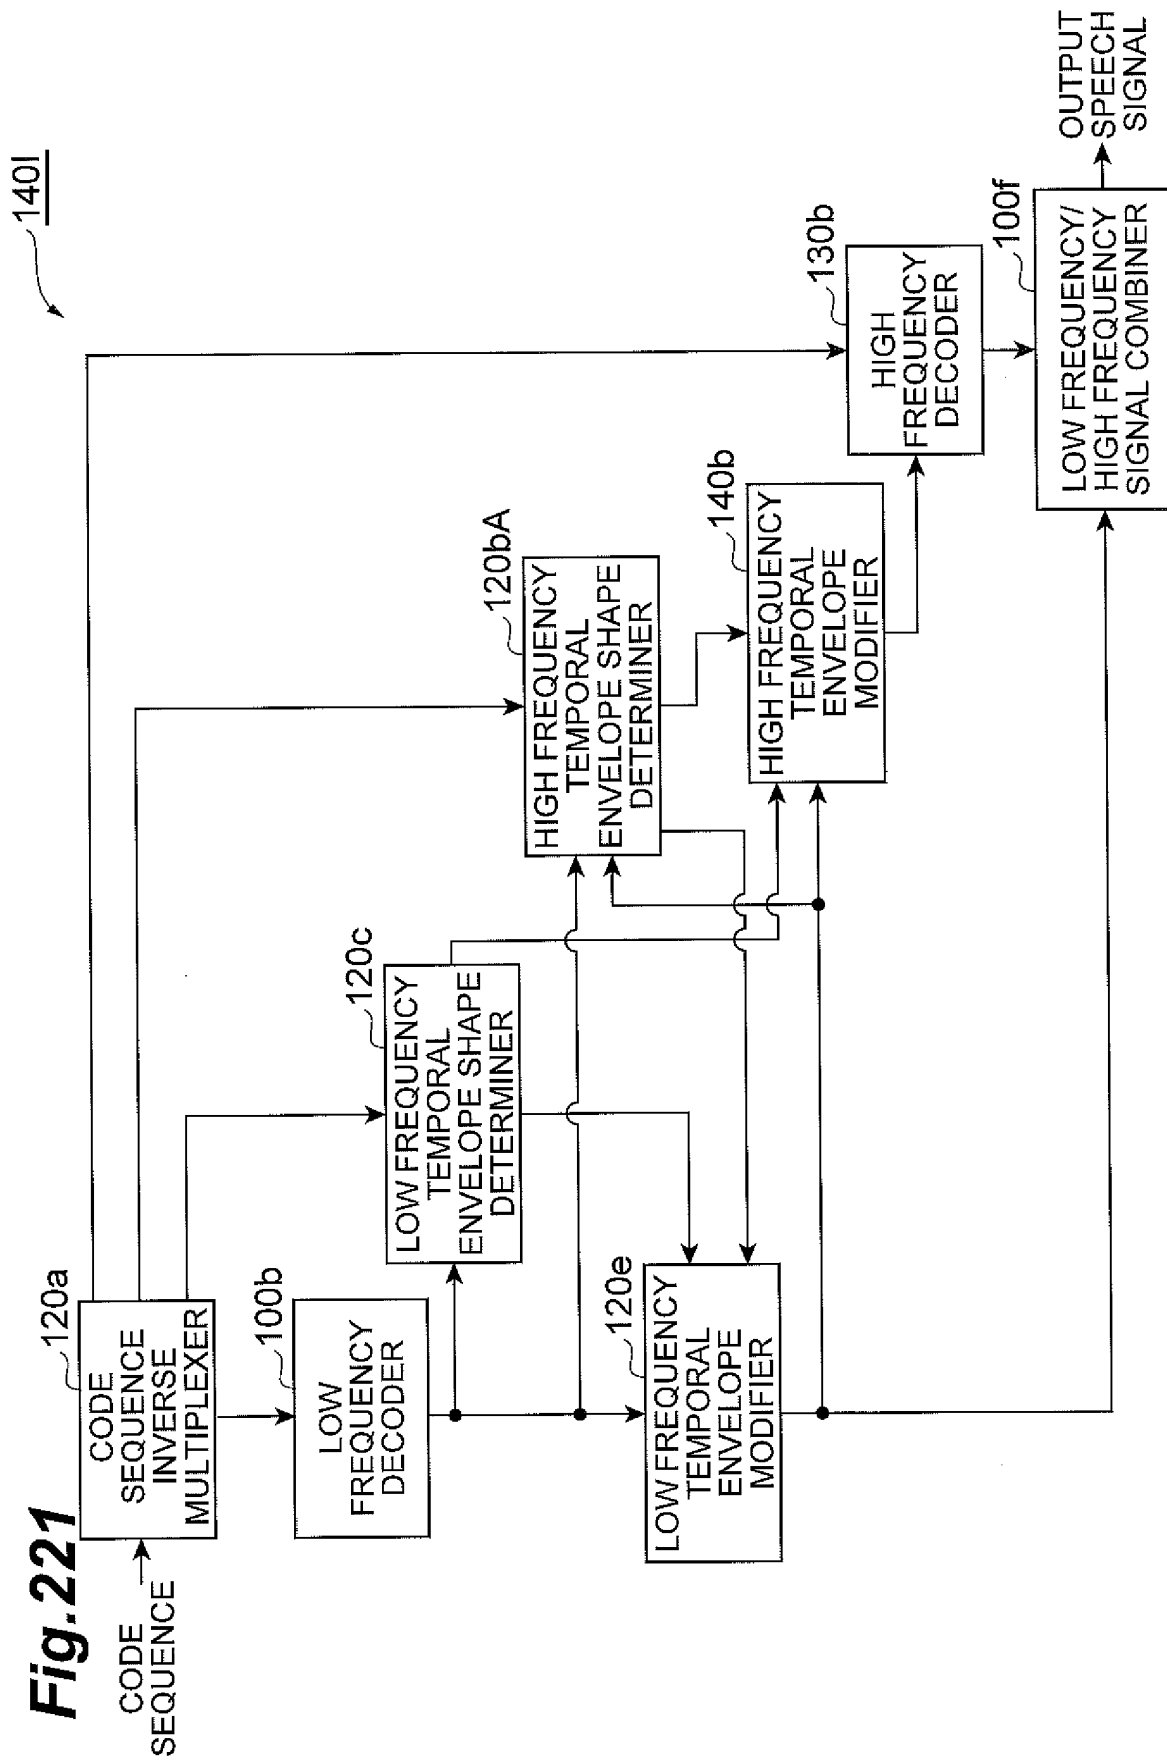 Fig.221
140I
CODE
SEQUENCE
120a
CODE
SEQUENCE
INVERSE
MULTIPLEXER
100b
LOW
FREQUENCY
DECODER
120c
LOW FREQUENCY
TEMPORAL
ENVELOPE SHAPE
DETERMINER
120e
LOW FREQUENCY
TEMPORAL
ENVELOPE
MODIFIER
120bA
HIGH FREQUENCY
TEMPORAL
ENVELOPE SHAPE
DETERMINER
140b
HIGH FREQUENCY
TEMPORAL
ENVELOPE
MODIFIER
130b
HIGH
FREQUENCY
DECODER
100f
LOW FREQUENCY/
HIGH FREQUENCY
SIGNAL COMBINER
OUTPUT
SPEECH
SIGNAL